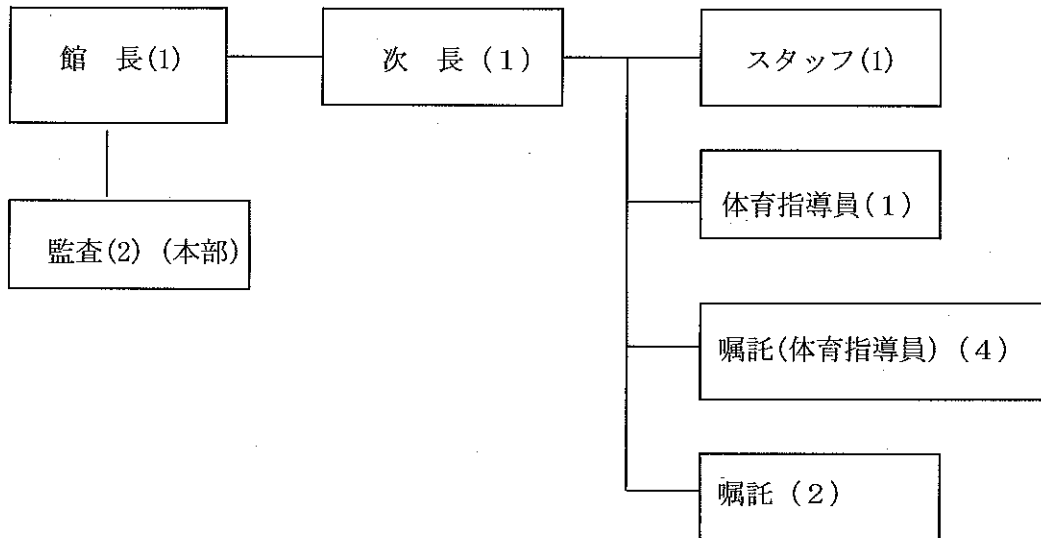 館　長(1)
次　長（１）
スタッフ(1)
体育指導員(１)
監査(2) (本部)
嘱託(体育指導員)（４）
嘱託（２）